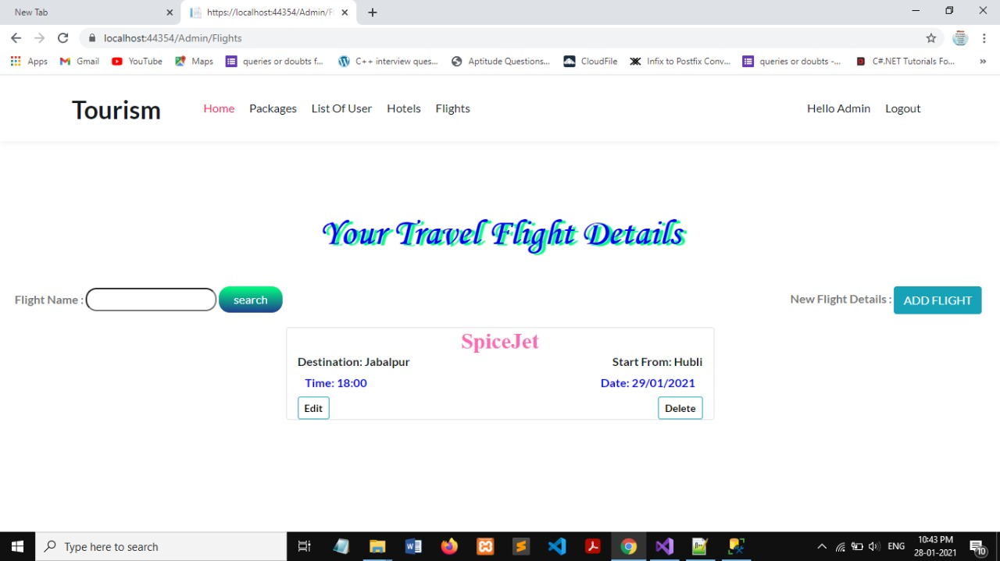 New Tab
https://localhost:44354/Admin/Fl
localhost:44354/Admin/Flights
Apps Gmail YouTube Maps queries or doubts f... C++ interview ques... Aptitude Questions... CloudFile Infix to Postfix Conv... queries or doubts -... C#.NET Tutorials Fo... »
Tourism Home Packages List Of User Hotels Flights Hello Admin Logout
Your Travel Flight Details
Flight Name : search New Flight Details : ADD FLIGHT
SpiceJet
Destination: Jabalpur Start From: Hubli
Time: 18:00 Date: 29/01/2021
Edit Delete
Type here to search ENG 10:43 PM
28-01-2021 10